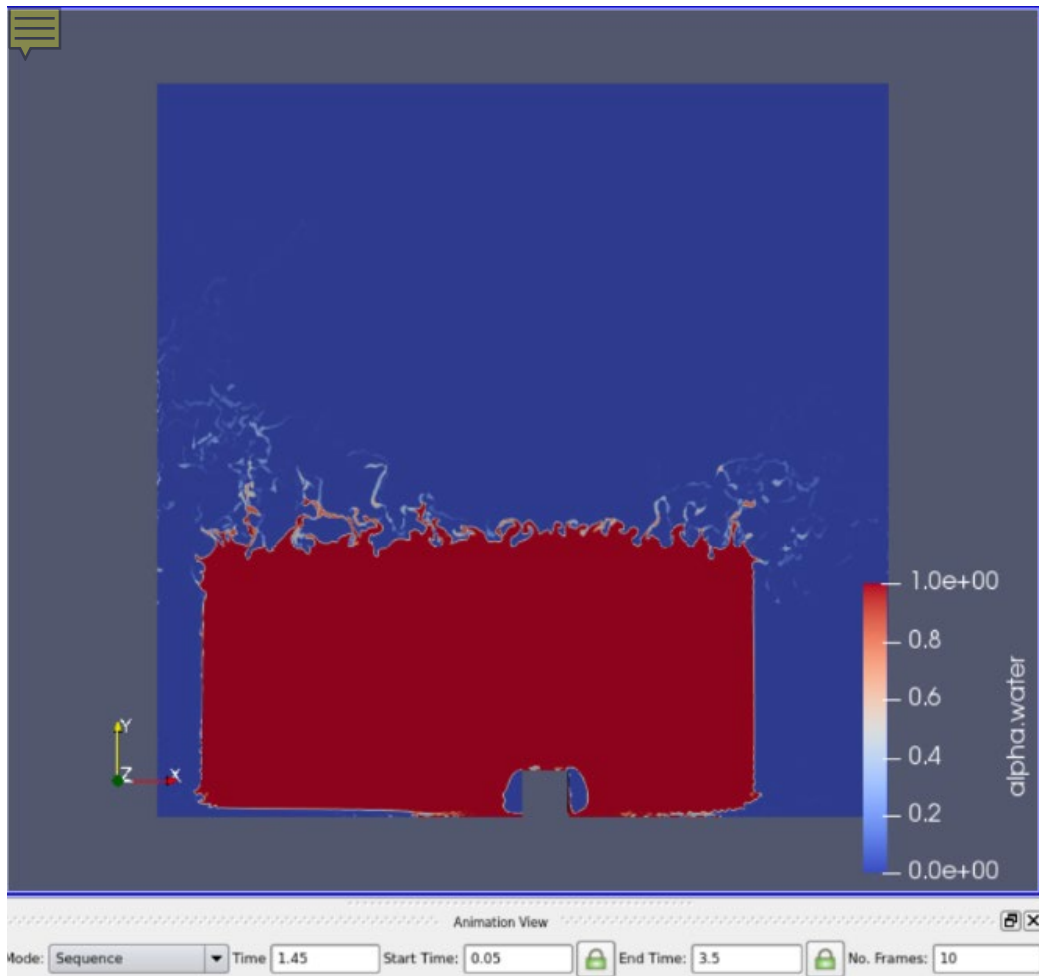 1.0e+00
0.8
0.6
0.4
0.2
0.0e+00
alpha.water
Y
Z X
Animation View
Mode: Sequence Time 1.45 Start Time: 0.05 End Time: 3.5 No. Frames: 10